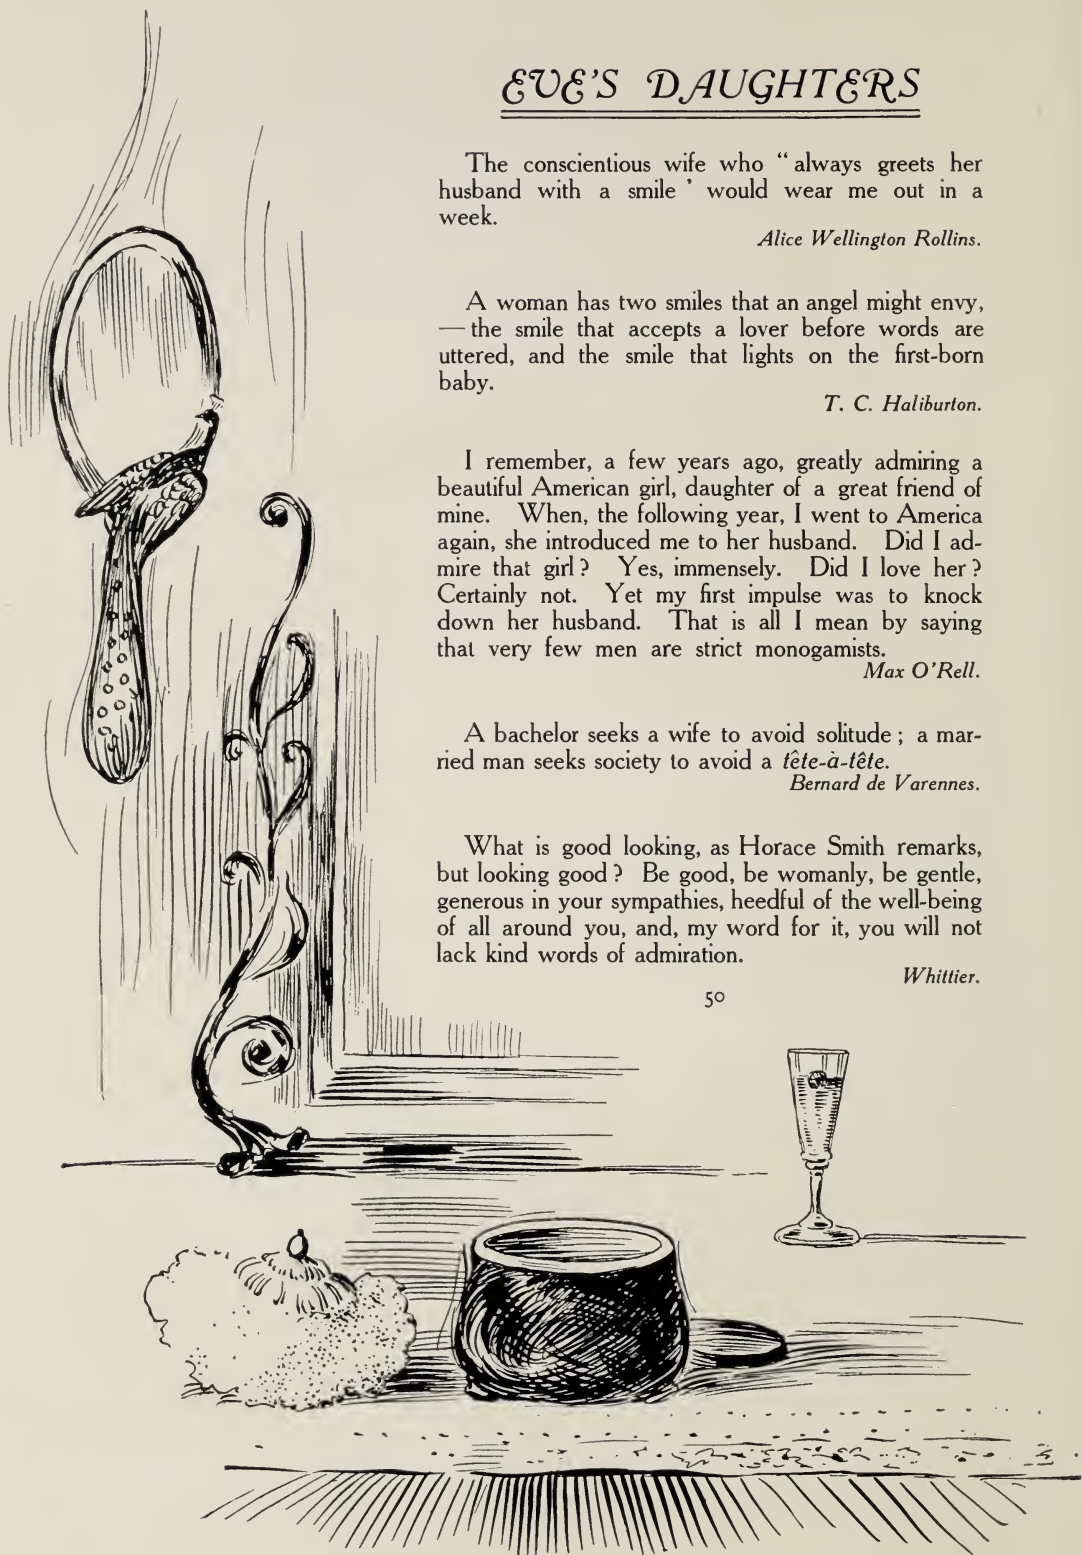 EVE'S DAUGHTERS
The conscientious wife who “ always greets her
husband with a smile ’ would wear me out in a
week.
Alice Wellington Rollins.
A woman has two smiles that an angel might envy,
— the smile that accepts a lover before words are
uttered, and the smile that lights on the first-born
baby.
T. C. Haliburton.
I remember, a few years ago, greatly admiring a
beautiful American girl, daughter of a great friend of
mine. When, the following year, I went to America
again, she introduced me to her husband. Did I ad-
mire that girl ? Yes, immensely. Did I love her ?
Certainly not. Yet my first impulse was to knock
down her husband. That is all I mean by saying
that very few men are strict monogamists.
Max O'Rell.
A bachelor seeks a wife to avoid solitude ; a mar-
ried man seeks society to avoid a tête-à-tête.
Bernard de Varennes.
What is good looking, as Horace Smith remarks,
but looking good ? Be good, be womanly, be gentle,
generous in your sympathies, heedful of the well-being
of all around you, and, my word for it, you will not
lack kind words of admiration.
Whittier.
50